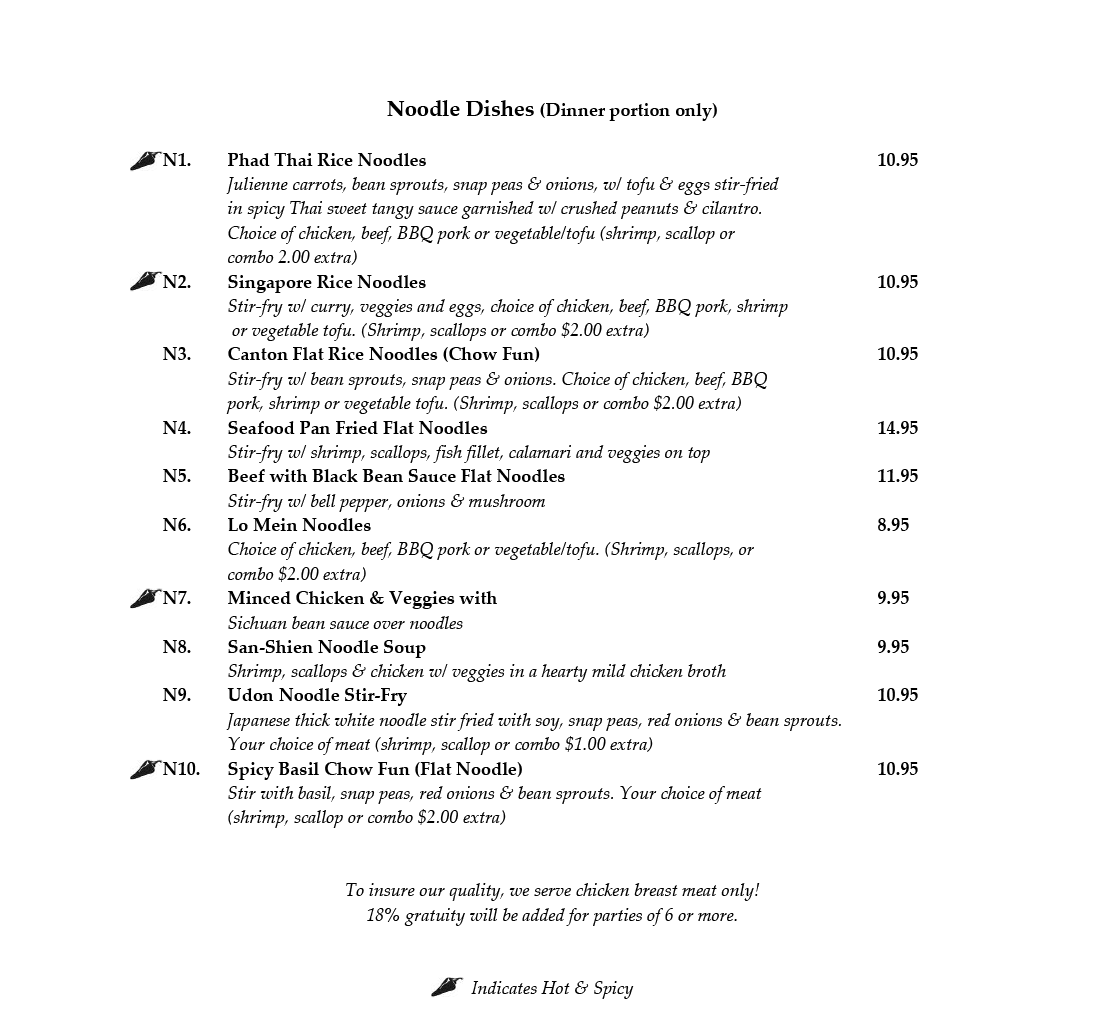 Noodle Dishes (Dinner portion only)
N1. Phad Thai Rice Noodles 10.95
Julienne carrots, bean sprouts, snap peas & onions, w/ tofu & eggs stir-fried
in spicy Thai sweet tangy sauce garnished w/ crushed peanuts & cilantro.
Choice of chicken, beef, BBQ pork or vegetable/tofu (shrimp, scallop or
combo 2.00 extra)
N2. Singapore Rice Noodles 10.95
Stir-fry w/ curry, veggies and eggs, choice of chicken, beef, BBQ pork, shrimp
or vegetable tofu. (Shrimp, scallops or combo $2.00 extra)
N3. Canton Flat Rice Noodles (Chow Fun) 10.95
Stir-fry w/ bean sprouts, snap peas & onions. Choice of chicken, beef, BBQ
pork, shrimp or vegetable tofu. (Shrimp, scallops or combo $2.00 extra)
N4. Seafood Pan Fried Flat Noodles 14.95
Stir-fry w/ shrimp, scallops, fish fillet, calamari and veggies on top
N5. Beef with Black Bean Sauce Flat Noodles 11.95
Stir-fry w/ bell pepper, onions & mushroom
N6. Lo Mein Noodles 8.95
Choice of chicken, beef, BBQ pork or vegetable/tofu. (Shrimp, scallops, or
combo $2.00 extra)
N7. Minced Chicken & Veggies with 9.95
Sichuan bean sauce over noodles
N8. San-Shien Noodle Soup 9.95
Shrimp, scallops & chicken w/ veggies in a hearty mild chicken broth
N9. Udon Noodle Stir-Fry 10.95
Japanese thick white noodle stir fried with soy, snap peas, red onions & bean sprouts.
Your choice of meat (shrimp, scallop or combo $1.00 extra)
N10. Spicy Basil Chow Fun (Flat Noodle) 10.95
Stir with basil, snap peas, red onions & bean sprouts. Your choice of meat
(shrimp, scallop or combo $2.00 extra)
To insure our quality, we serve chicken breast meat only!
18% gratuity will be added for parties of 6 or more.
Indicates Hot & Spicy